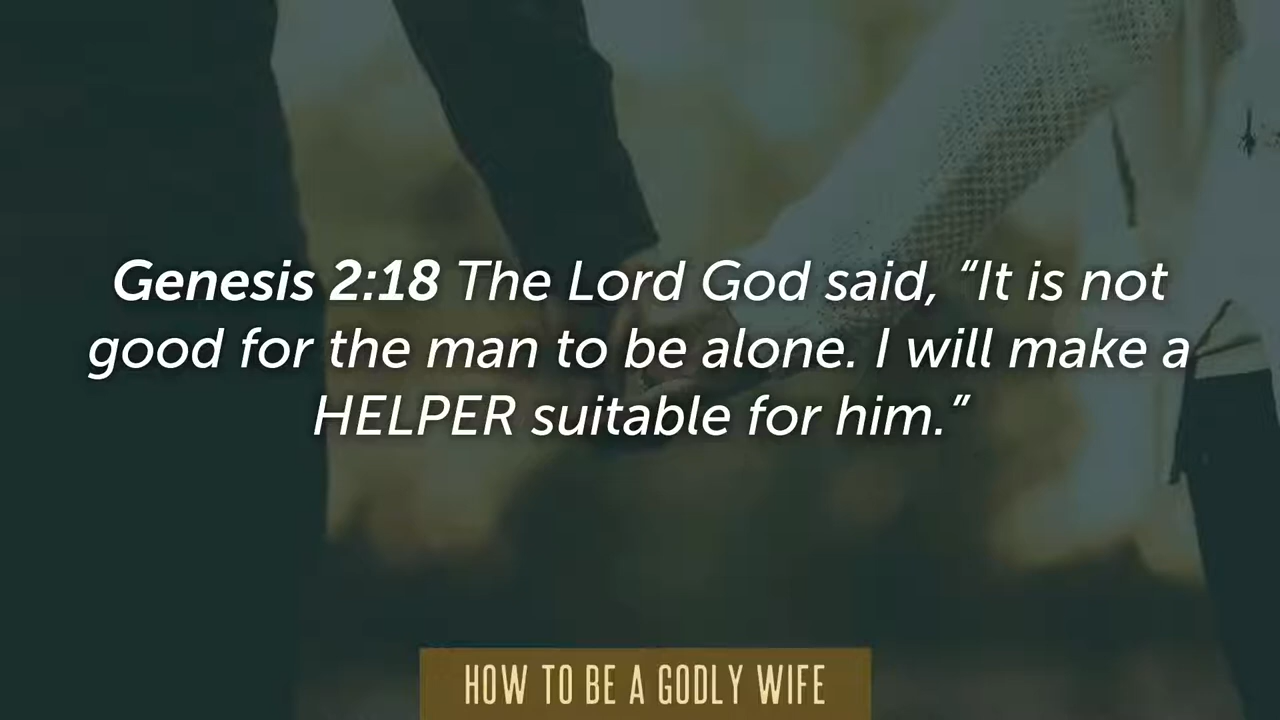 Genesis 2:18 The Lord God said, “It is not
good for the man to be alone. I will make a
HELPER suitable for him.”
HOW TO BE A GODLY WIFE